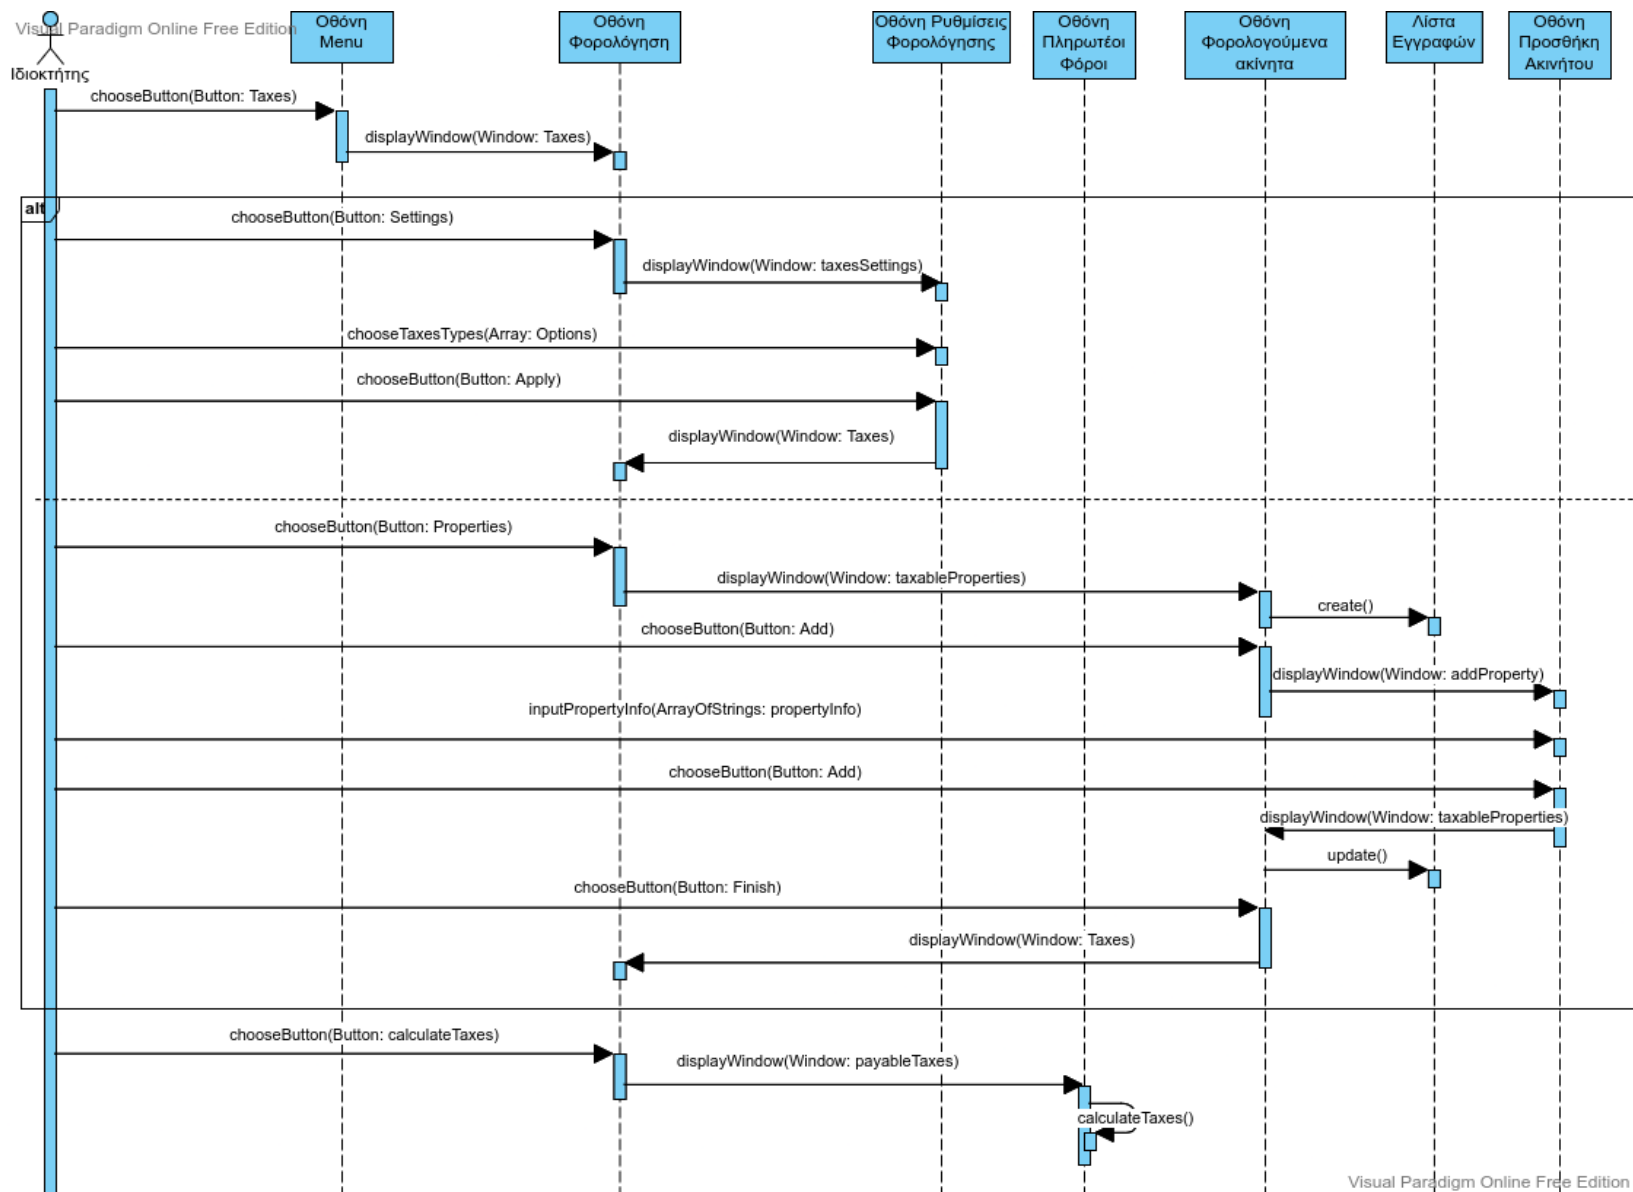 Visual Paradigm Online Free Edition
Ιδιοκτήτης
Οθόνη
Menu
Οθόνη
Φορολόγηση
Οθόνη Ρυθμίσεις
Φορολόγησης
Οθόνη
Πληρωτέοι
Φόροι
Οθόνη
Φορολογούμενα
ακίνητα
Λίστα
Εγγραφών
Οθόνη
Προσθήκη
Ακινήτου
chooseButton(Button: Taxes)
displayWindow(Window: Taxes)
alt
chooseButton(Button: Settings)
displayWindow(Window: taxesSettings)
chooseTaxesTypes(Array: Options)
chooseButton(Button: Apply)
displayWindow(Window: Taxes)
chooseButton(Button: Properties)
displayWindow(Window: taxableProperties)
create()
chooseButton(Button: Add)
displayWindow(Window: addProperty)
inputPropertyInfo(ArrayOfStrings: propertyInfo)
chooseButton(Button: Add)
displayWindow(Window: taxableProperties)
update()
chooseButton(Button: Finish)
displayWindow(Window: Taxes)
chooseButton(Button: calculateTaxes)
displayWindow(Window: payableTaxes)
calculateTaxes()
Visual Paradigm Online Free Edition